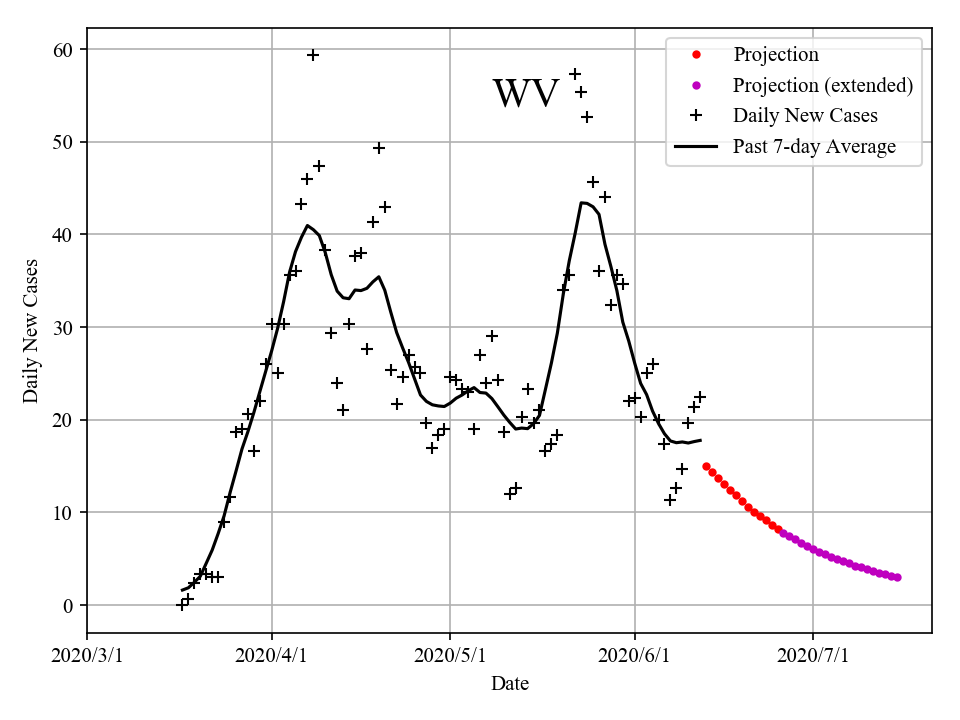 60
50
40
30
20
10
0
Daily New Cases
WV
Projection
Projection (extended)
Daily New Cases
Past 7-day Average
2020/3/1 2020/4/1 2020/5/1 2020/6/1 2020/7/1
Date